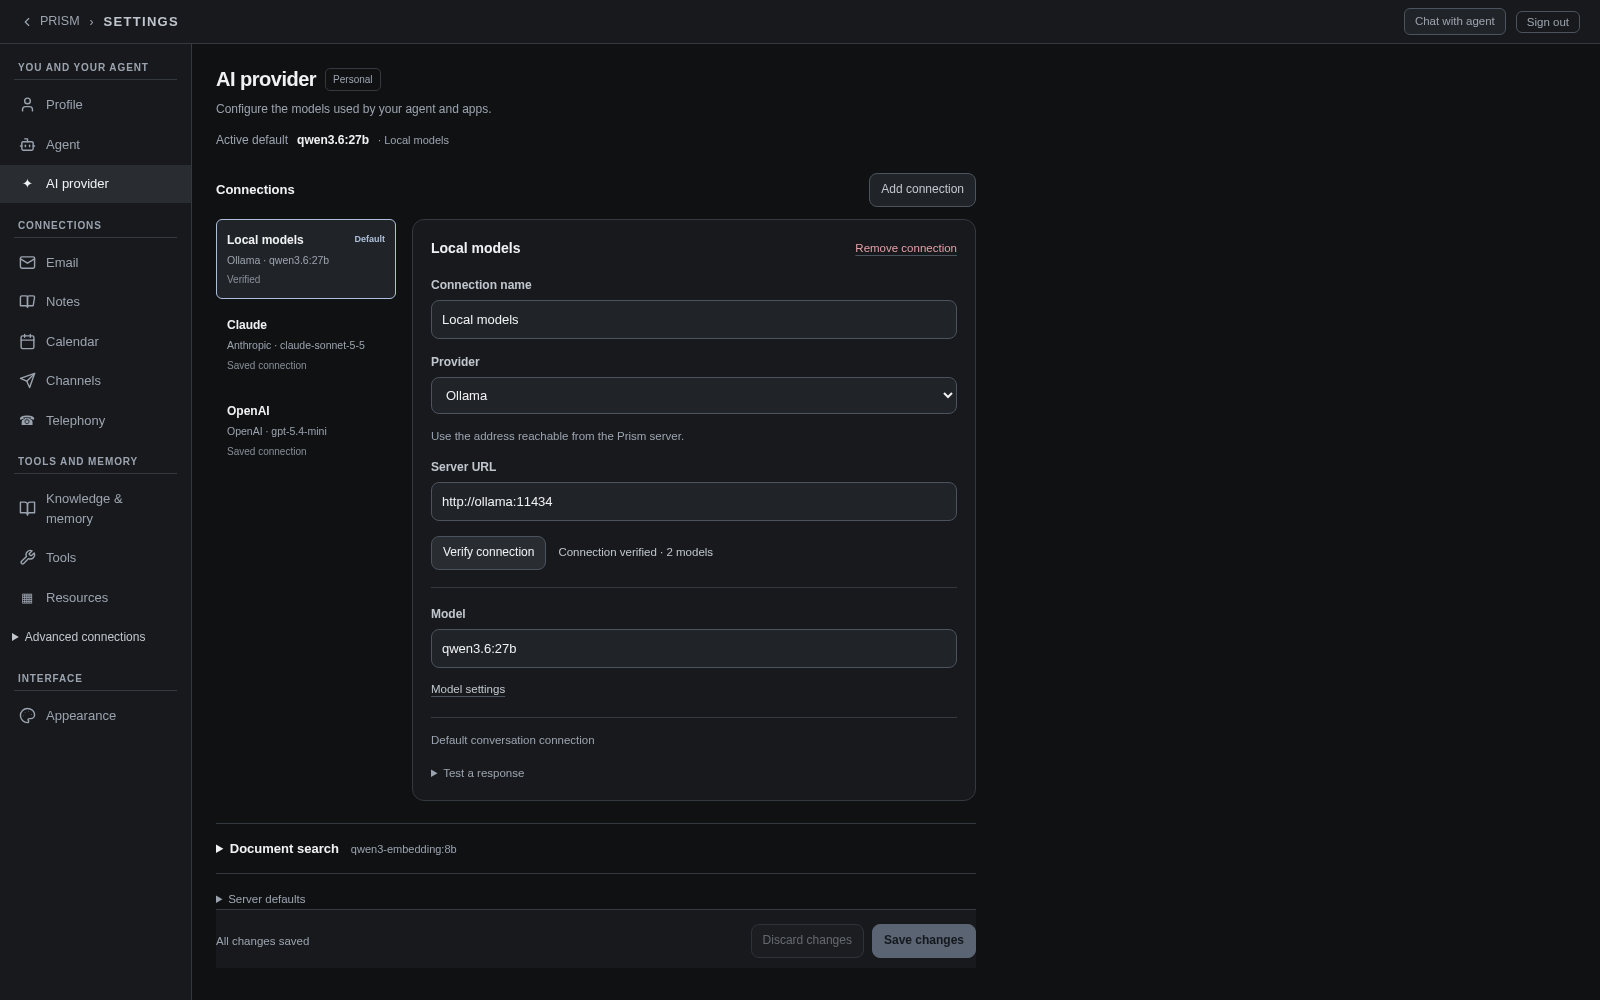 PRISM › SETTINGS
Chat with agent
Sign out
YOU AND YOUR AGENT
Profile
Agent
AI provider
CONNECTIONS
Email
Notes
Calendar
Channels
Telephony
TOOLS AND MEMORY
Knowledge &
memory
Tools
Resources
Advanced connections
INTERFACE
Appearance
AI provider Personal
Configure the models used by your agent and apps.
Active default qwen3.6:27b · Local models
Connections
Add connection
Local models Default
Ollama · qwen3.6:27b
Verified
Claude
Anthropic · claude-sonnet-5-5
Saved connection
OpenAI
OpenAI · gpt-5.4-mini
Saved connection
Local models
Remove connection
Connection name
Local models
Provider
Ollama
Use the address reachable from the Prism server.
Server URL
http://ollama:11434
Verify connection
Connection verified · 2 models
Model
qwen3.6:27b
Model settings
Default conversation connection
Test a response
Document search qwen3-embedding:8b
Server defaults
All changes saved
Discard changes
Save changes